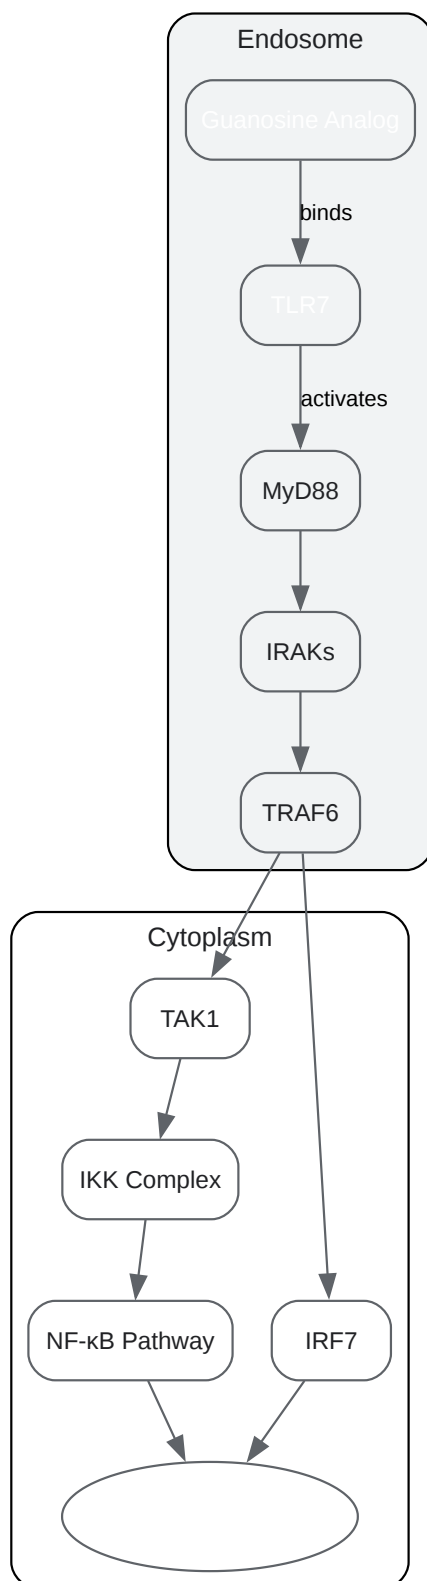 Endosome
Guanosine Analog
binds
TLR7
activates
MyD88
IRAKs
TRAF6
Cytoplasm
TAK1
IKK Complex
NF-κB Pathway
IRF7